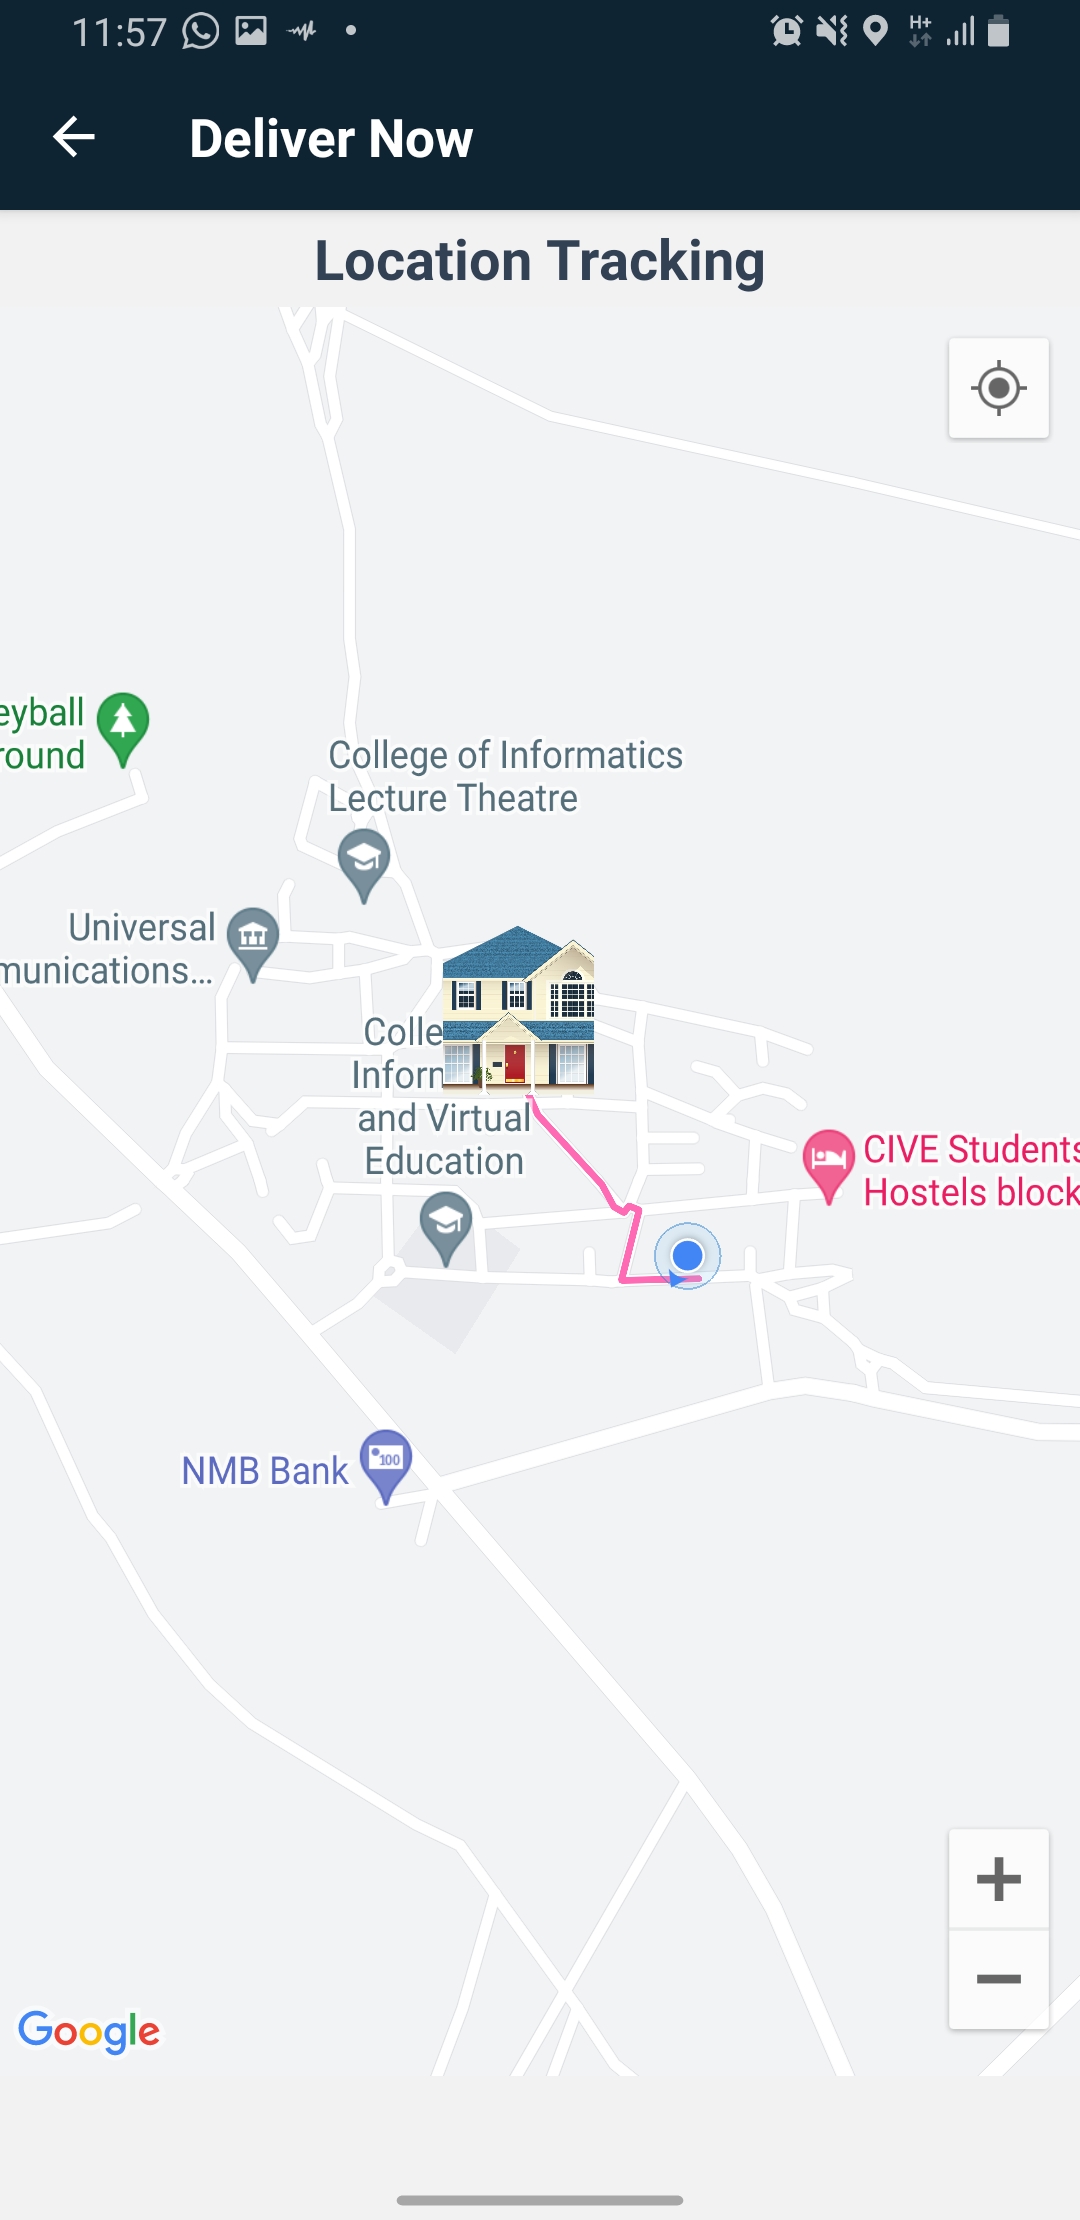 11:57
H+
Deliver Now
Location Tracking
eyball
round
College of Informatics
Lecture Theatre
Universal
munications...
Colle
Inforn
and Virtual
Education
CIVE Students
Hostels block
NMB Bank
100
Google